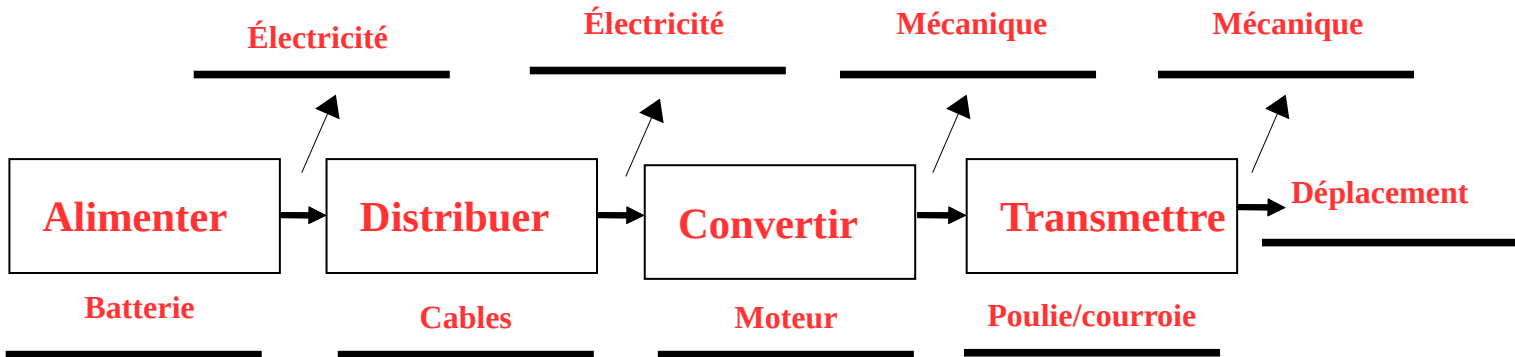 Électricité
Électricité
Mécanique
Mécanique
Alimenter
Distribuer
Convertir
Transmettre
Déplacement
Batterie
Cables
Moteur
Poulie/courroie